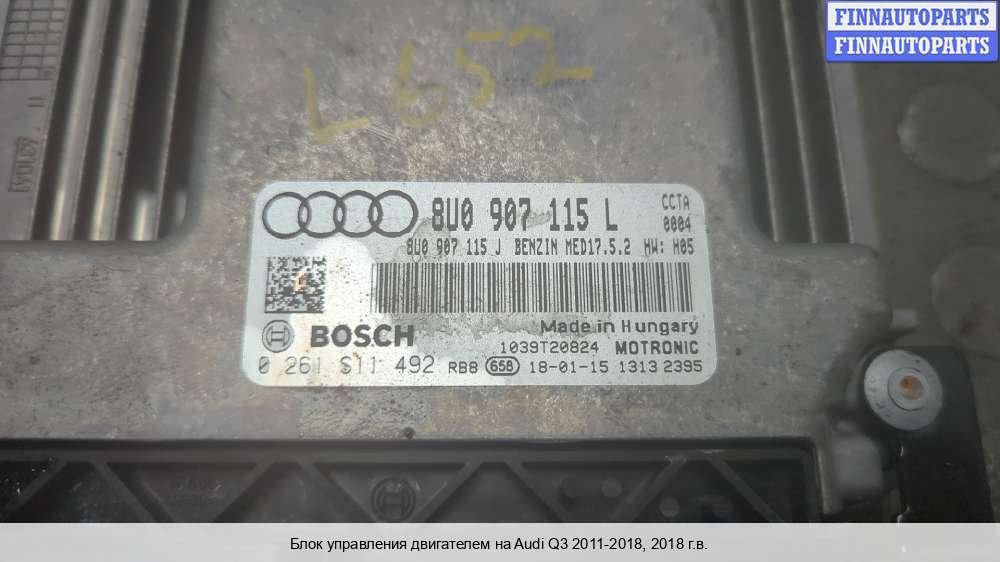 FINNAUTOPARTS
FINNAUTOPARTS
L 652
8U0 907 115 L
CCTA
0004
8U0 907 115 J BENZIN MED17.5.2 HW: H05
BOSCH
Made in Hungary
1039T20824 MOTRONIC
0 261 S11 492 RB8 658 18-01-15 1313 2395
Блок управления двигателем на Audi Q3 2011-2018, 2018 г.в.